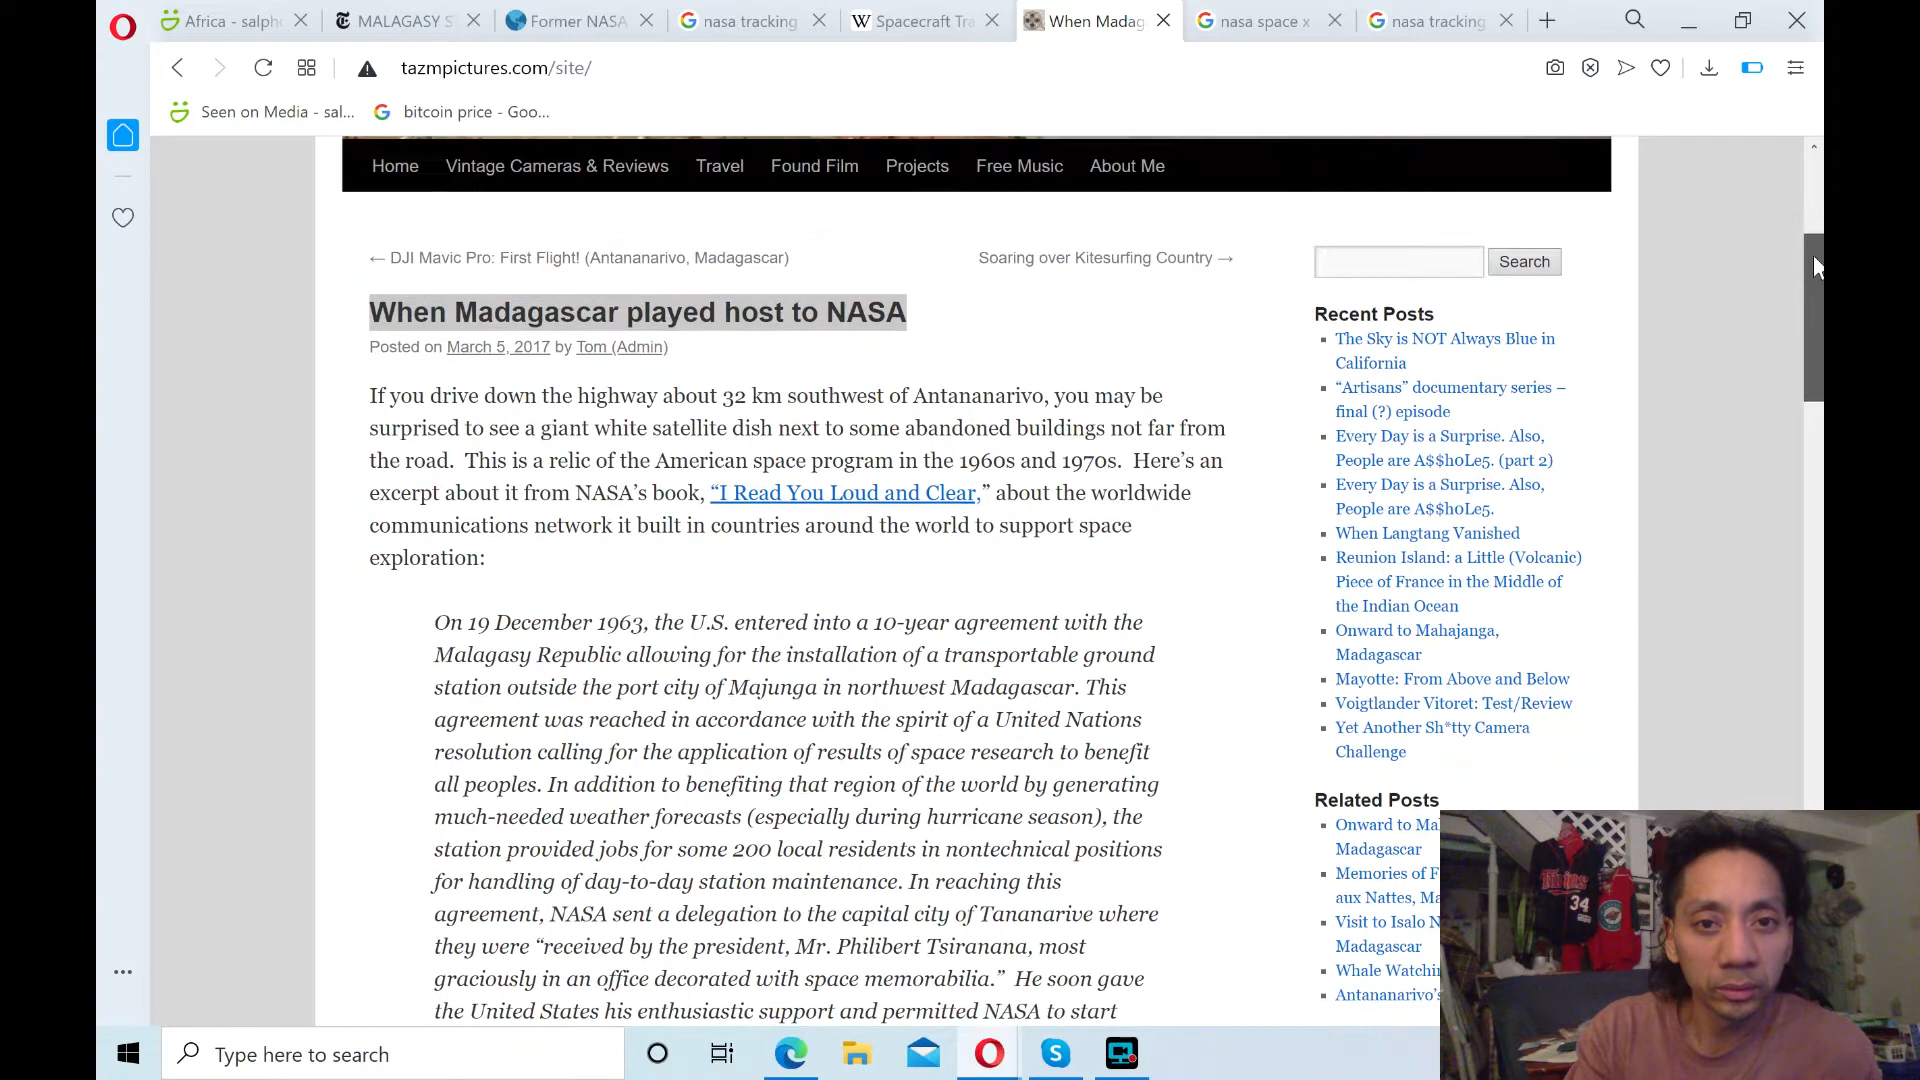 Africa - salpho
MALAGASY S
Former NASA
nasa tracking
Spacecraft Tra
When Madag
nasa space x
nasa tracking
tazmpictures.com/site/
Seen on Media - sal...
bitcoin price - Goo...
Home
Vintage Cameras & Reviews
Travel
Found Film
Projects
Free Music
About Me
← DJI Mavic Pro: First Flight! (Antananarivo, Madagascar)
Soaring over Kitesurfing Country →
When Madagascar played host to NASA
Posted on March 5, 2017 by Tom (Admin)
If you drive down the highway about 32 km southwest of Antananarivo, you may be
surprised to see a giant white satellite dish next to some abandoned buildings not far from
the road.  This is a relic of the American space program in the 1960s and 1970s.  Here’s an
excerpt about it from NASA’s book, “I Read You Loud and Clear,” about the worldwide
communications network it built in countries around the world to support space
exploration:
On 19 December 1963, the U.S. entered into a 10-year agreement with the
Malagasy Republic allowing for the installation of a transportable ground
station outside the port city of Majunga in northwest Madagascar. This
agreement was reached in accordance with the spirit of a United Nations
resolution calling for the application of results of space research to benefit
all peoples. In addition to benefiting that region of the world by generating
much-needed weather forecasts (especially during hurricane season), the
station provided jobs for some 200 local residents in nontechnical positions
for handling of day-to-day station maintenance. In reaching this
agreement, NASA sent a delegation to the capital city of Tananarive where
they were “received by the president, Mr. Philibert Tsiranana, most
graciously in an office decorated with space memorabilia.”  He soon gave
the United States his enthusiastic support and permitted NASA to start
Search
Recent Posts
The Sky is NOT Always Blue in
California
“Artisans” documentary series –
final (?) episode
Every Day is a Surprise. Also,
People are A$$h0Le5. (part 2)
Every Day is a Surprise. Also,
People are A$$h0Le5.
When Langtang Vanished
Reunion Island: a Little (Volcanic)
Piece of France in the Middle of
the Indian Ocean
Onward to Mahajanga,
Madagascar
Mayotte: From Above and Below
Voigtlander Vitoret: Test/Review
Yet Another Sh*tty Camera
Challenge
Related Posts
Onward to Ma
Madagascar
Memories of F
aux Nattes, Ma
Visit to Isalo N
Madagascar
Whale Watchin
Antananarivo's
Twins
34
Type here to search